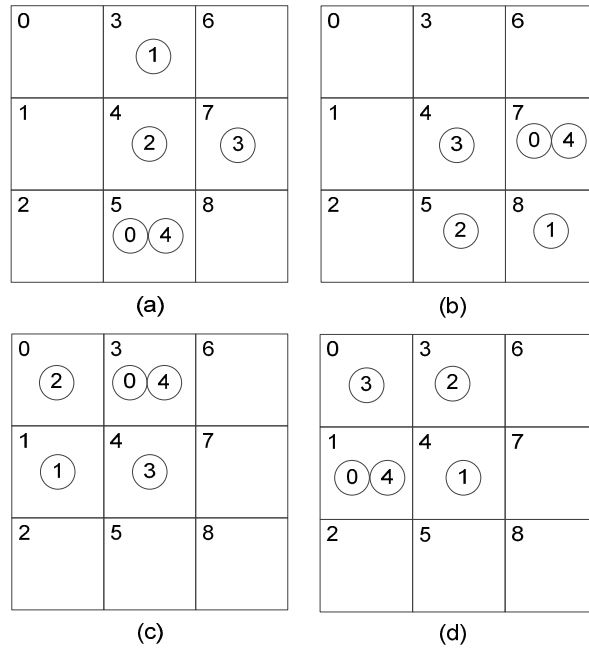 0 3 6 0 3 6
1
1 4 7 1 4 7
2 3 3 0 4
2 5 8 2 5 8
0 4 2 1
(a) (b)
0 3 6 0 3 6
2 0 4 3 2
1 4 7 1 4 7
1 3 0 4 1
2 5 8 2 5 8
(c) (d)